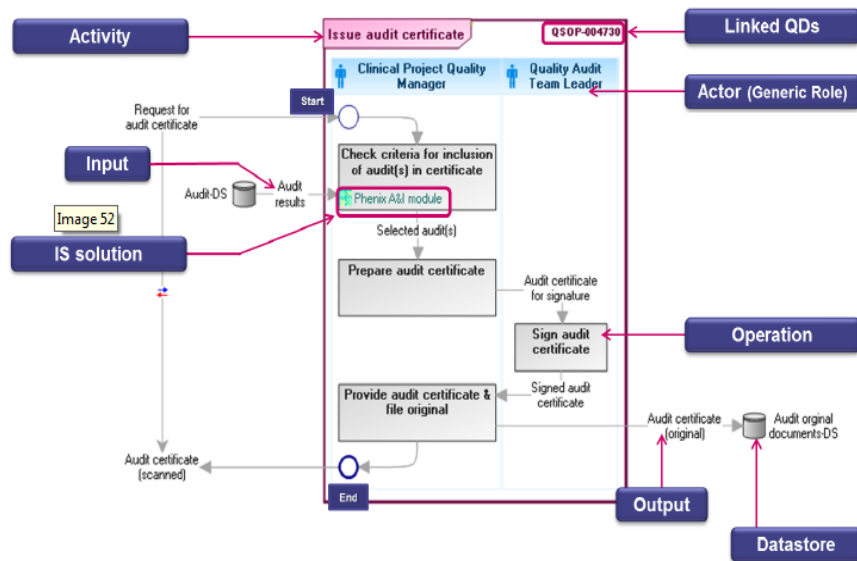 Activity
Issue audit certificate
QSOP-004730
Linked QDs
Clinical Project Quality
Manager
Quality Audit
Team Leader
Actor (Generic Role)
Start
Request for
audit certificate
Input
Check criteria for inclusion
of audit(s) in certificate
Audit-DS
Audit
results
Phenix A&I module
Image 52
IS solution
Selected audit(s)
Prepare audit certificate
Audit certificate
for signature
Sign audit
certificate
Operation
Signed audit
certificate
Provide audit certificate &
file original
Audit certificate
(original)
Audit orginal
documents-DS
Audit certificate
(scanned)
End
Output
Datastore